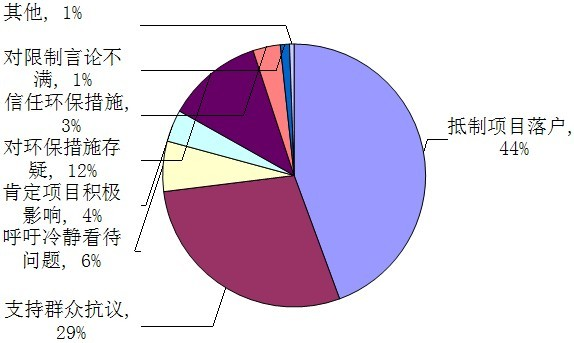 其他, 1%
对限制言论不
满, 1%
信任环保措施,
3%
对环保措施存
疑, 12%
肯定项目积极
影响, 4%
呼吁冷静看待
问题, 6%
支持群众抗议,
29%
抵制项目落户,
44%